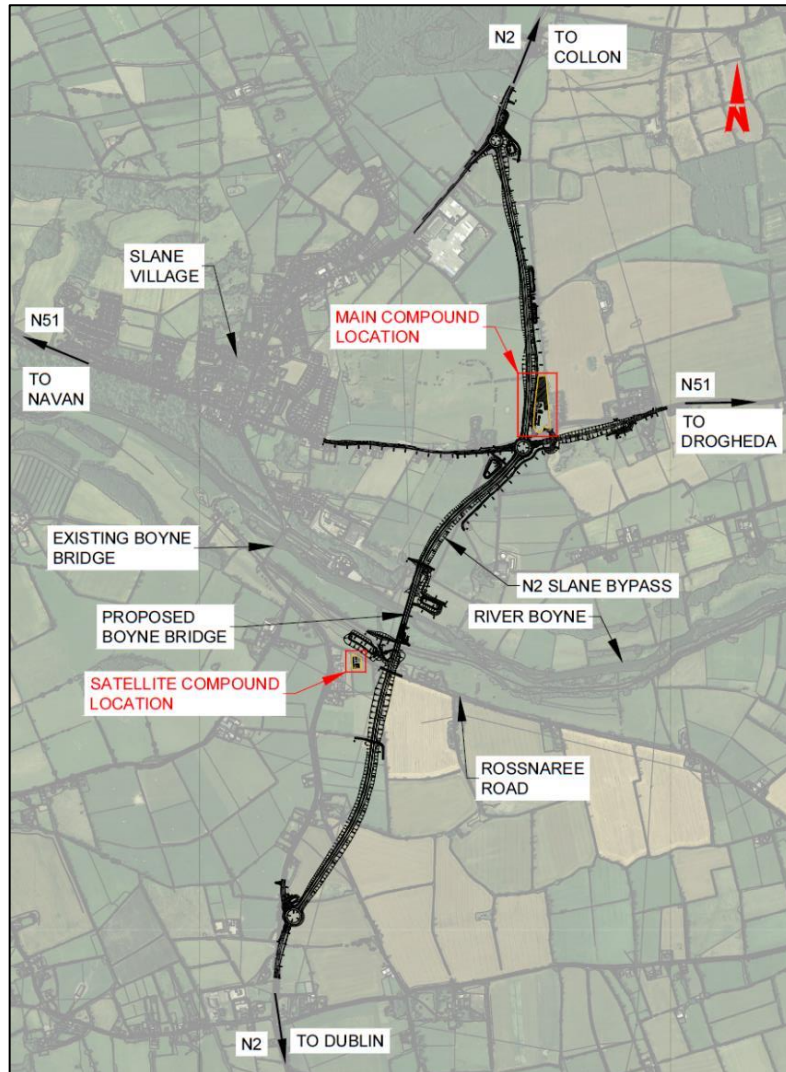 N2
TO
COLLON
N
SLANE
VILLAGE
MAIN COMPOUND
LOCATION
N51
TO
NAVAN
N51
TO
DROGHEDA
EXISTING BOYNE
BRIDGE
N2 SLANE BYPASS
PROPOSED
BOYNE BRIDGE
RIVER BOYNE
SATELLITE COMPOUND
LOCATION
ROSSNAREE
ROAD
N2
TO DUBLIN